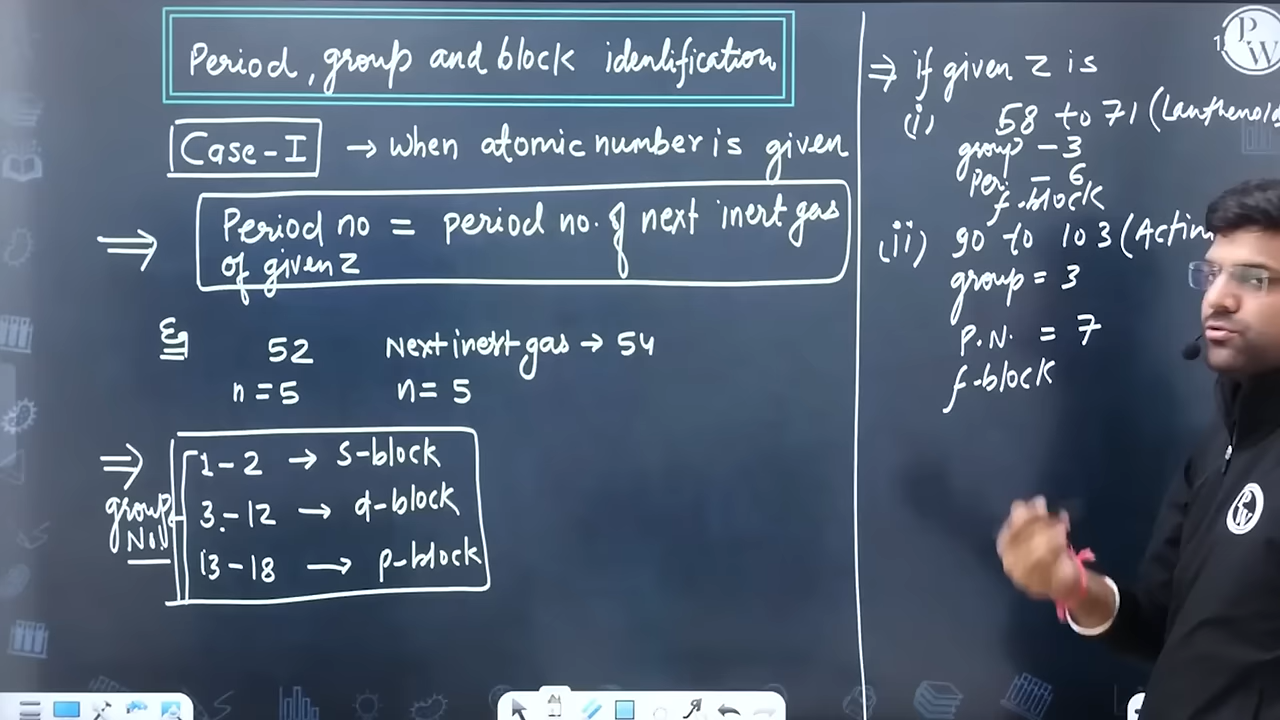 Period, group and block identification
Case-I → when atomic number is given
⇒ Period no = period no. of next inert gas
of given Z
Eg 52 Next inert gas → 54
n = 5 n = 5
⇒ group No.
1 - 2 → s-block
3 - 12 → d-block
13 - 18 → p-block
⇒ if given Z is
(i) 58 to 71 (Lanthenoid
group - 3
Per. - 6
f-block
(ii) 90 to 103 (Actin
group = 3
P.N. = 7
f-block
P
W
P
W